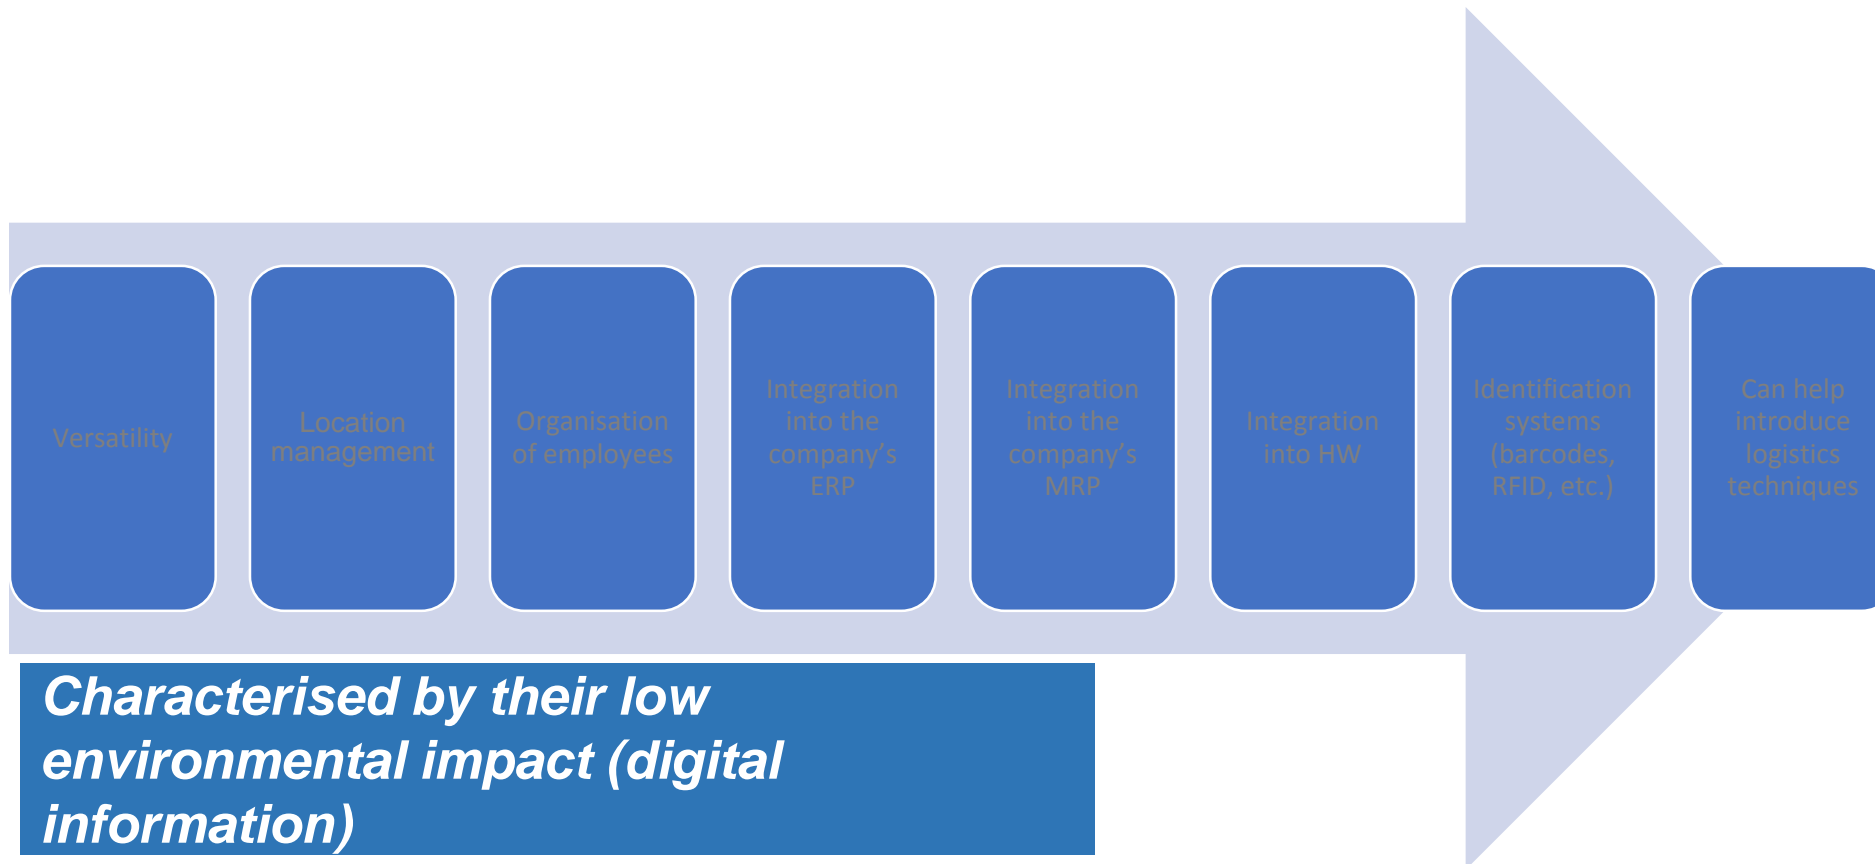 Versatility
Location
management
Organisation
of employees
Integration
into the
company’s
ERP
Integration
into the
company’s
MRP
Integration
into HW
Identification
systems
(barcodes,
RFID, etc.)
Can help
introduce
logistics
techniques
Characterised by their low
environmental impact (digital
information)